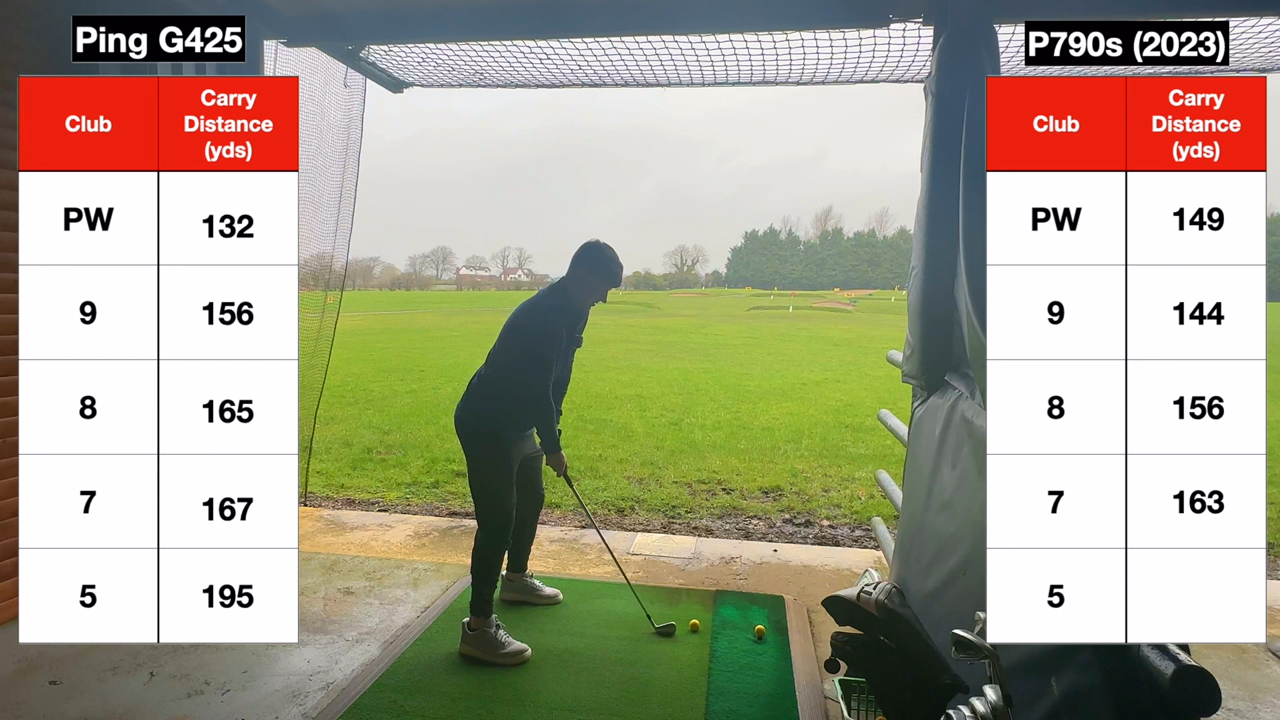 Ping G425
Club
Carry
Distance
(yds)
PW
132
9
156
8
165
7
167
5
195
P790s (2023)
Club
Carry
Distance
(yds)
PW
149
9
144
8
156
7
163
5